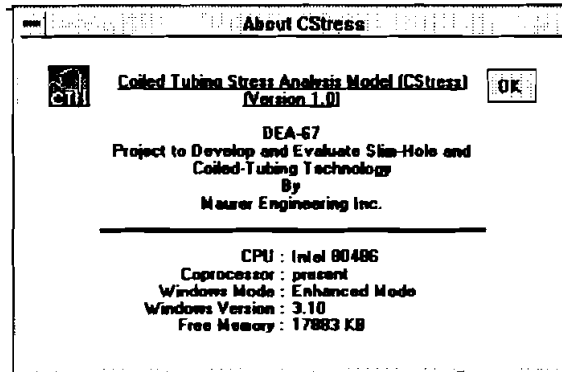 About CStress
CTI
Coiled Tubing Stress Analysis Model (CStress)
(Version 1.0)
OK
DEA-67
Project to Develop and Evaluate Slim-Hole and
Coiled-Tubing Technology
By
Maurer Engineering Inc.
CPU : Intel 80486
Coprocessor : present
Windows Mode : Enhanced Mode
Windows Version : 3.10
Free Memory : 17883 KB